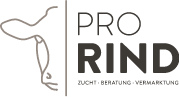 PRO
RIND
ZUCHT · BERATUNG · VERMARKTUNG